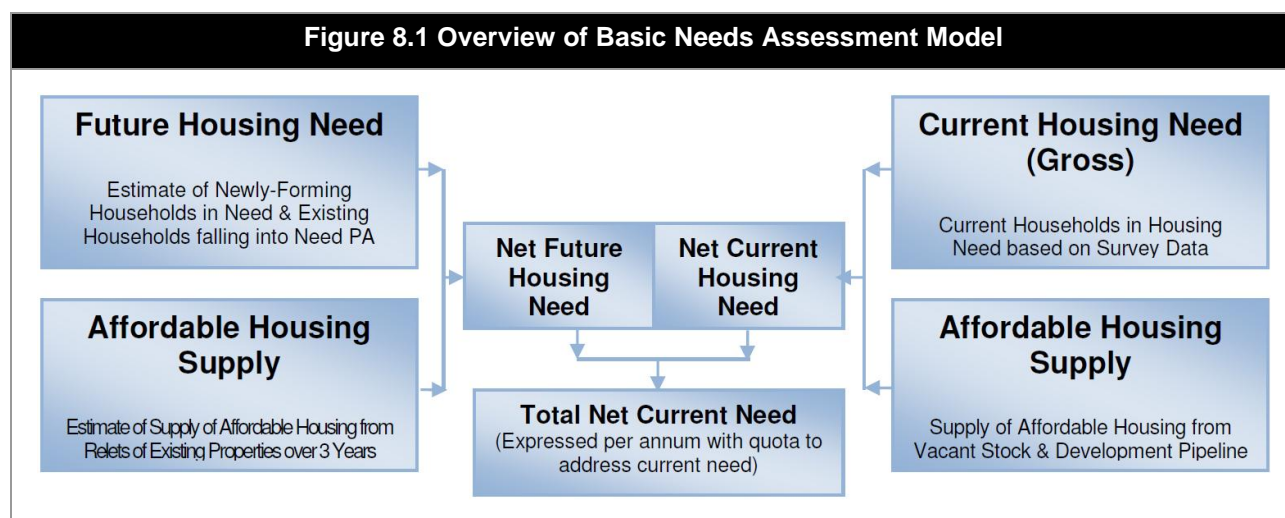 Figure 8.1 Overview of Basic Needs Assessment Model
Future Housing Need
Estimate of Newly-Forming
Households in Need & Existing
Households falling into Need PA
Affordable Housing
Supply
Estimate of Supply of Affordable Housing from
Relets of Existing Properties over 3 Years
Net Future
Housing
Need
Net Current
Housing
Need
Total Net Current Need
(Expressed per annum with quota to
address current need)
Current Housing Need
(Gross)
Current Households in Housing
Need based on Survey Data
Affordable Housing
Supply
Supply of Affordable Housing from
Vacant Stock & Development Pipeline